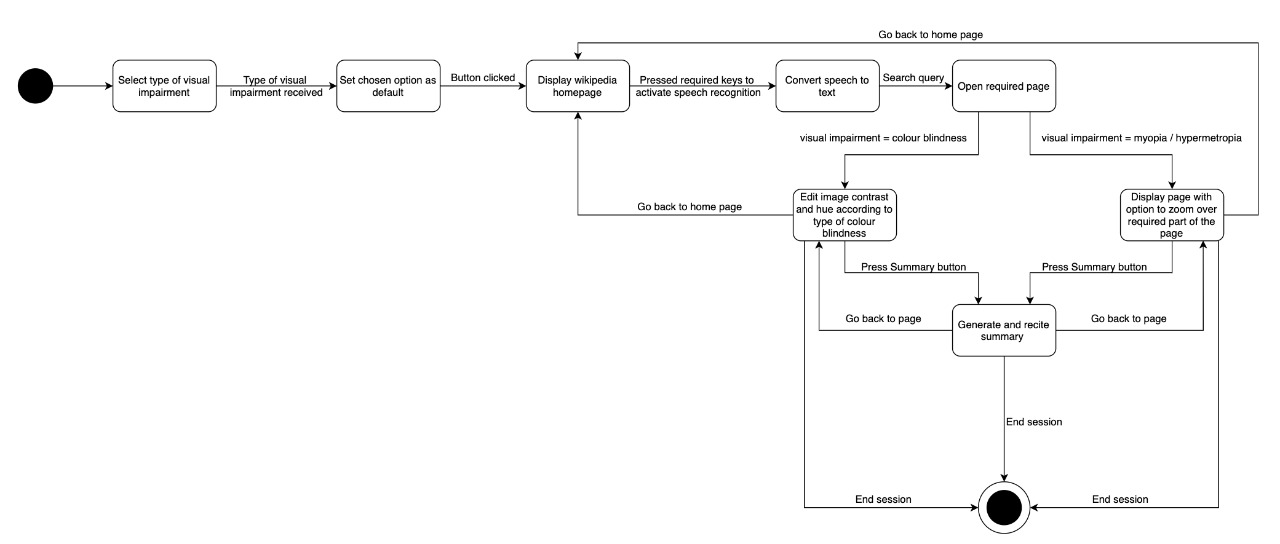 Go back to home page
Select type of visual
impairment
Type of visual
impairment received
Set chosen option as
default
Button clicked
Display wikipedia
homepage
Pressed required keys to
activate speech recognition
Convert speech to
text
Search query
Open required page
visual impairment = colour blindness
visual impairment = myopia / hypermetropia
Go back to home page
Edit image contrast
and hue according to
type of colour
blindness
Display page with
option to zoom over
required part of the
page
Press Summary button
Press Summary button
Go back to page
Generate and recite
summary
Go back to page
End session
End session
End session